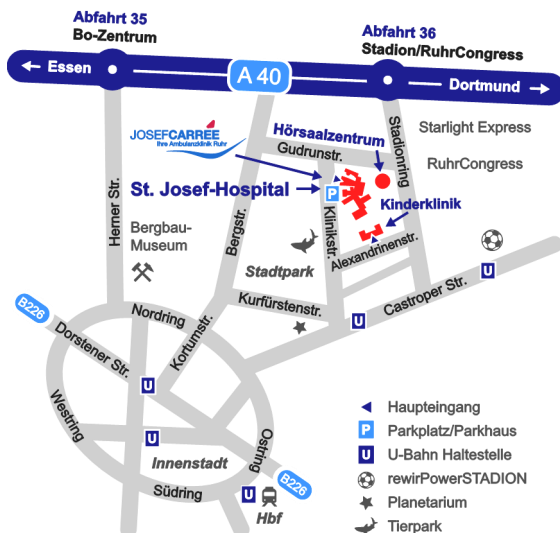 Abfahrt 35
Bo-Zentrum
Abfahrt 36
Stadion/RuhrCongress
Essen
A 40
Dortmund
JOSEFCARRÉE
Ihre Ambulanzklinik Ruhr
Hörsaalzentrum
Gudrunstr.
Stadionring
Starlight Express
RuhrCongress
St. Josef-Hospital
P
Klinikstr.
Kinderklinik
Herner Str.
Bergstr.
Bergbau-
Museum
Stadtpark
Alexandrinenstr.
U
Castroper Str.
Kurfürstenstr.
U
B226
Nordring
Dorstener Str.
Kortumstr.
U
Westring
U
Innenstadt
Ostring
B226
Südring
U
Hbf
Haupteingang
P Parkplatz/Parkhaus
U U-Bahn Haltestelle
rewirPowerSTADION
Planetarium
Tierpark